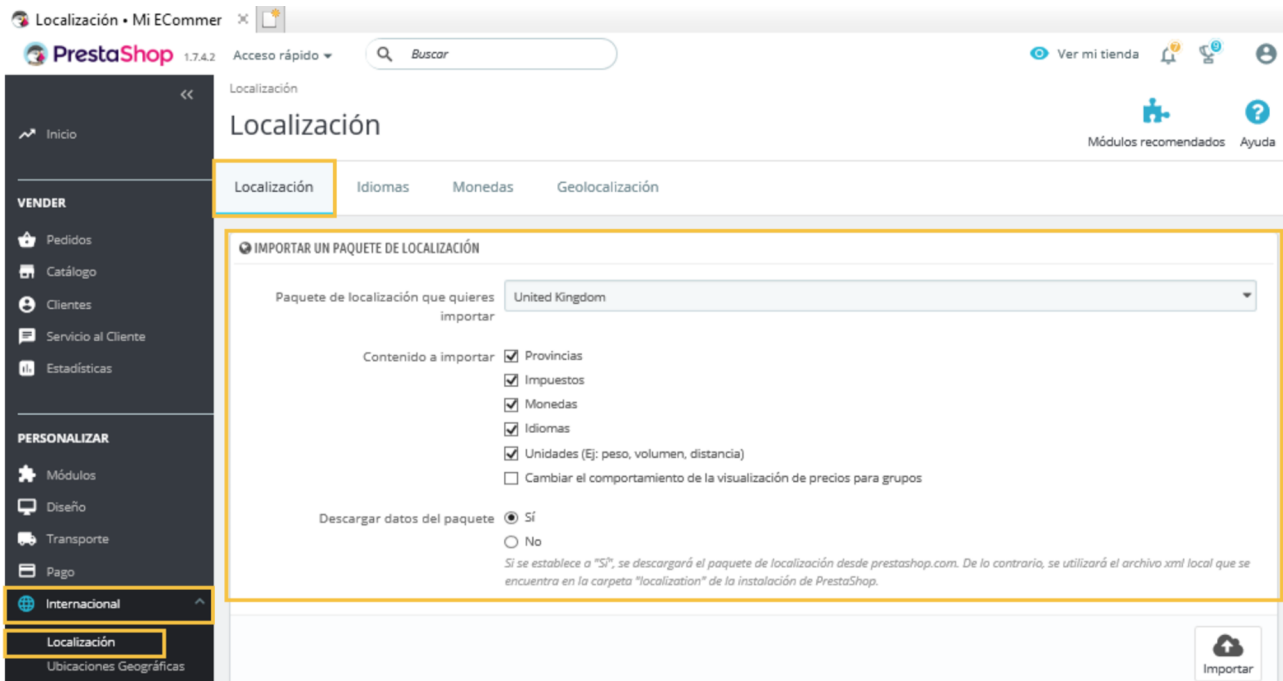 Localización • Mi ECommer
PrestaShop 1.7.4.2 Acceso rápido Buscar Ver mi tienda 7 9
Localización
Localización
Módulos recomendados Ayuda
Inicio
VENDER
Pedidos
Catálogo
Clientes
Servicio al Cliente
Estadísticas
PERSONALIZAR
Módulos
Diseño
Transporte
Pago
Internacional
Localización
Ubicaciones Geográficas
Localización Idiomas Monedas Geolocalización
IMPORTAR UN PAQUETE DE LOCALIZACIÓN
Paquete de localización que quieres
importar
United Kingdom
Contenido a importar
Provincias
Impuestos
Monedas
Idiomas
Unidades (Ej: peso, volumen, distancia)
Cambiar el comportamiento de la visualización de precios para grupos
Descargar datos del paquete
Sí
No
Si se establece a "Sí", se descargará el paquete de localización desde prestashop.com. De lo contrario, se utilizará el archivo xml local que se
encuentra en la carpeta "localization" de la instalación de PrestaShop.
Importar